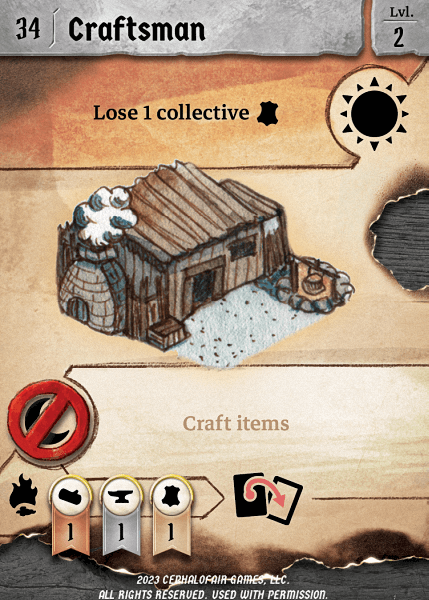 34 Craftsman
Lvl.
2
Lose 1 collective
Craft items
1 1 1
2023 CEPHALOFAIR GAMES, LLC.
ALL RIGHTS RESERVED. USED WITH PERMISSION.